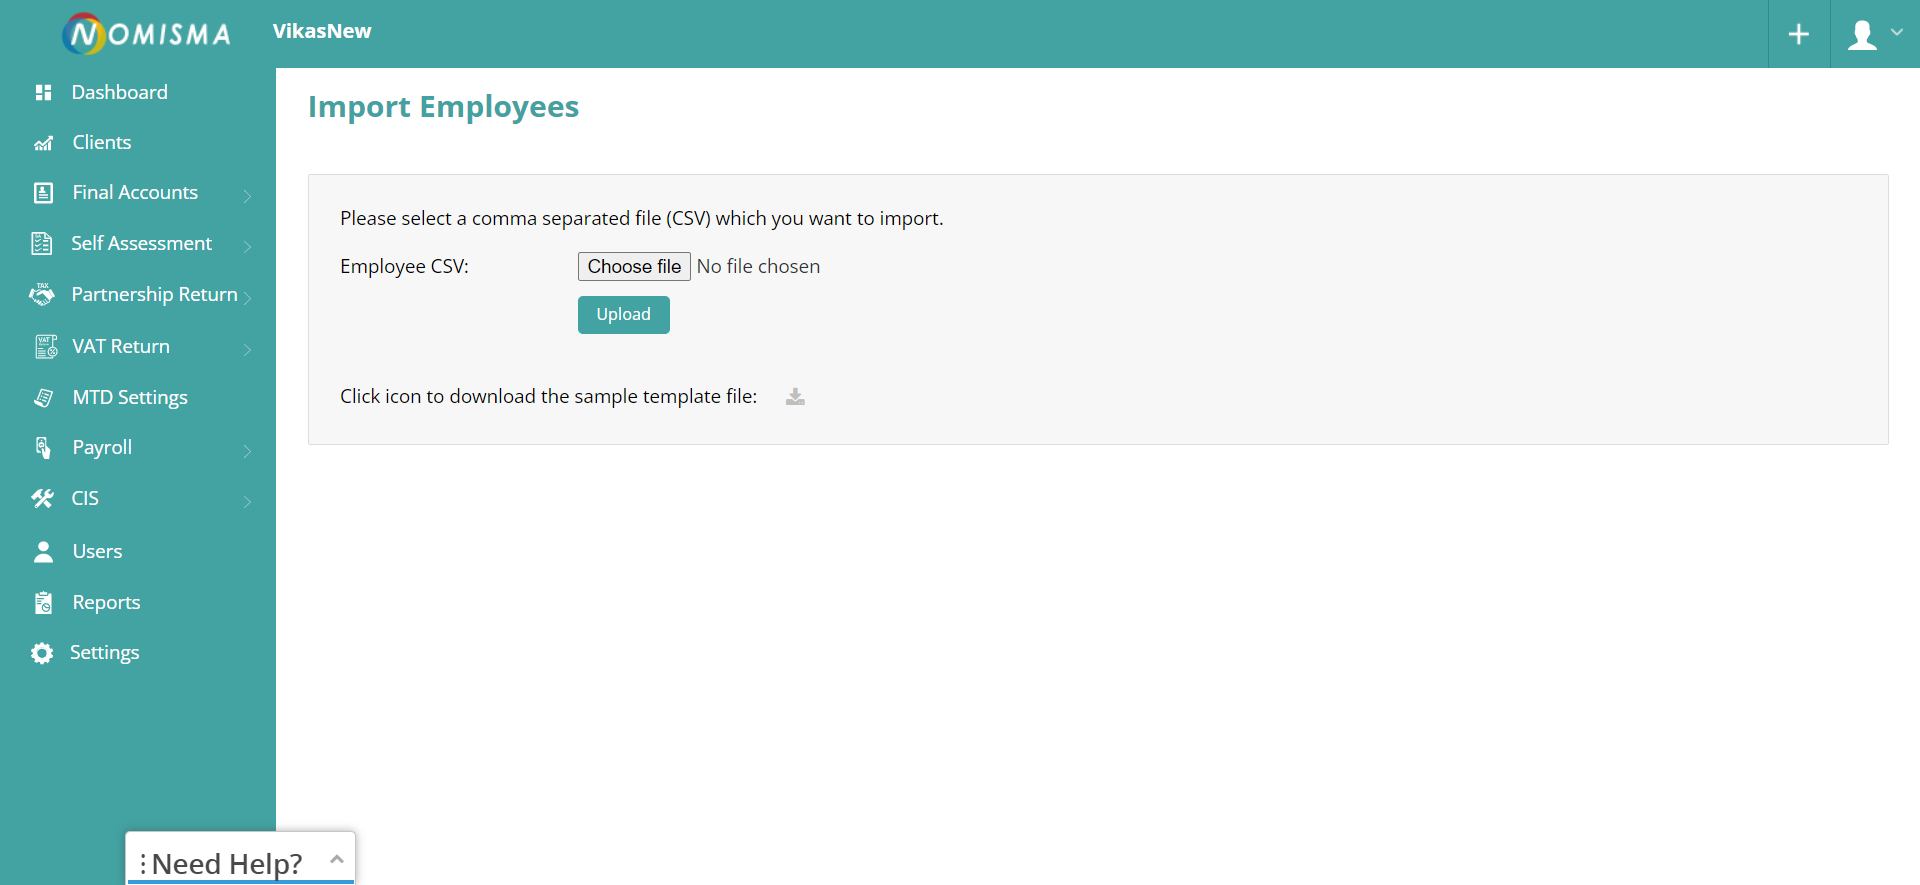 NOMISMA
VikasNew
Dashboard
Clients
Final Accounts
Self Assessment
Partnership Return
VAT Return
MTD Settings
Payroll
CIS
Users
Reports
Settings
Import Employees
Please select a comma separated file (CSV) which you want to import.
Employee CSV: Choose file No file chosen
Upload
Click icon to download the sample template file:
Need Help?